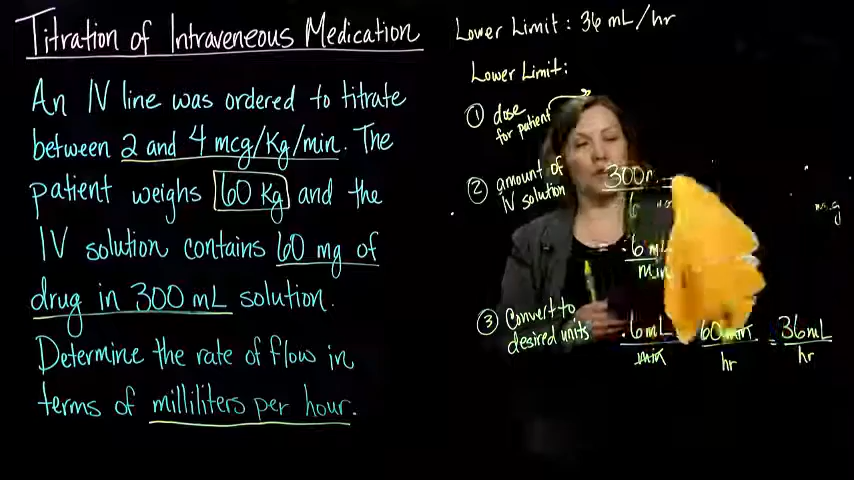 Titration of Intraveneous Medication
An IV line was ordered to titrate
between 2 and 4 mcg/Kg/min. The
patient weighs 60 Kg and the
IV solution contains 60 mg of
drug in 300 mL solution.
Determine the rate of flow in
terms of milliliters per hour.
Lower Limit: 36 mL/hr
Lower Limit:
① dose
for patient
② amount of
IV solution
300
= .6 mL
min
③ Convert to
desired units
.6 mL 60 min = 36 mL
min hr hr